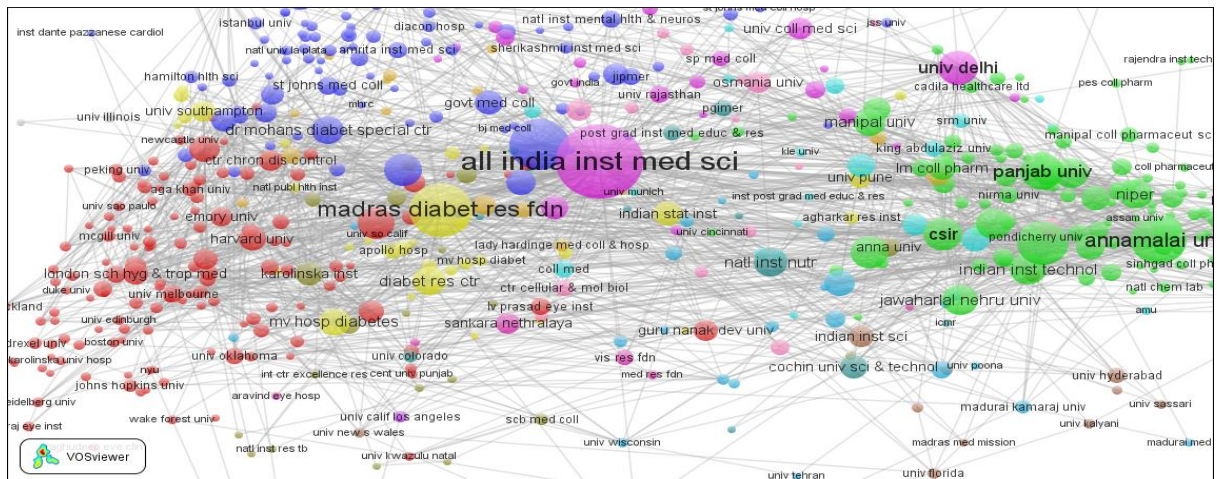 st johns hosp & med coll
istanbul univ
diacon hosp
natl inst mental hlth & neuros
univ coll med sci
jss univ
inst dante pazzanese cardiol
natl univ la plata
amrita inst med sci
sherikashmir inst med sci
sp med coll
univ delhi
rajendra inst tech
hamilton hlth sci
st johns med coll
govt india
jipmer
osmania univ
cadila healthcare ltd
pes coll pharm
univ southampton
mhrc
govt med coll
univ rajasthan
pgimer
manipal univ
srm univ
univ illinois
newcastle univ
dr mohans diabet special ctr
bj med coll
post grad inst med educ & res
manipal coll pharmaceut sc
ctr chron dis control
all india inst med sci
kle univ
king abdulaziz univ
peking univ
lm coll pharm
panjab univ
coll pharmaceut
aga khan univ
natl publ hlth inst
univ munich
inst post grad med educ & res
univ pune
nirma univ
niper
univ sao paulo
emory univ
madras diabet res fdn
indian stat inst
agharkar res inst
assam univ
mcgill univ
harvard univ
univ so calif
univ cincinnati
csir
pondicherry univ
annamalai un
apollo hosp
lady hardinge med coll & hosp
anna univ
mv hosp diabet
natl inst nutr
sinhgad coll ph
london sch hyg & trop med
karolinska inst
diabet res ctr
coll med
indian inst technol
duke univ
univ melbourne
ctr cellular & mol biol
natl chem lab
kland
lv prasad eye inst
jawaharlal nehru univ
amu
univ edinburgh
mv hosp diabetes
sankara nethralaya
guru nanak dev univ
icmr
drexel univ
boston univ
indian inst sci
karolinska univ hosp
univ oklahoma
univ colorado
vis res fdn
cochin univ sci & technol
univ poona
nyu
int ctr excellence res
cent univ punjab
med res fdn
univ hyderabad
johns hopkins univ
aravind eye hosp
eidelberg univ
wake forest univ
univ calif los angeles
scb med coll
madurai kamaraj univ
univ sassari
raj eye inst
univ new s wales
univ kalyani
natl inst res tb
univ wisconsin
madras med mission
madurai med
VOSviewer
univ kwazulu natal
univ tehran
univ florida